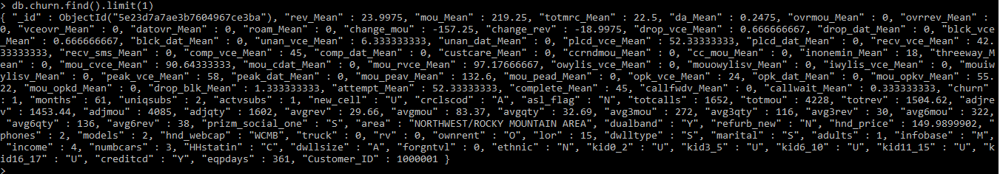 > db.churn.find().limit(1)
{ "_id" : ObjectId("5e23d7a7ae3b7604967ce3ba"), "rev_Mean" : 23.9975, "mou_Mean" : 219.25, "totmrc_Mean" : 22.5, "da_Mean" : 0.2475, "ovrmou_Mean" : 0, "ovrrev_Mean" :
0, "vceovr_Mean" : 0, "datovr_Mean" : 0, "roam_Mean" : 0, "change_mou" : -157.25, "change_rev" : -18.9975, "drop_vce_Mean" : 0.666666667, "drop_dat_Mean" : 0, "blck_vce
_Mean" : 0.666666667, "blck_dat_Mean" : 0, "unan_vce_Mean" : 6.333333333, "unan_dat_Mean" : 0, "plcd_vce_Mean" : 52.33333333, "plcd_dat_Mean" : 0, "recv_vce_Mean" : 42.
33333333, "recv_sms_Mean" : 0, "comp_vce_Mean" : 45, "comp_dat_Mean" : 0, "custcare_Mean" : 0, "ccrndmou_Mean" : 0, "cc_mou_Mean" : 0, "inonemin_Mean" : 18, "threeway_M
ean" : 0, "mou_cvce_Mean" : 90.64333333, "mou_cdat_Mean" : 0, "mou_rvce_Mean" : 97.17666667, "owylis_vce_Mean" : 0, "mouowylisv_Mean" : 0, "iwylis_vce_Mean" : 0, "mouiw
ylisv_Mean" : 0, "peak_vce_Mean" : 58, "peak_dat_Mean" : 0, "mou_peav_Mean" : 132.6, "mou_pead_Mean" : 0, "opk_vce_Mean" : 24, "opk_dat_Mean" : 0, "mou_opkv_Mean" : 55.
22, "mou_opkd_Mean" : 0, "drop_blk_Mean" : 1.333333333, "attempt_Mean" : 52.33333333, "complete_Mean" : 45, "callfwdv_Mean" : 0, "callwait_Mean" : 0.333333333, "churn"
: 1, "months" : 61, "uniqsubs" : 2, "actvsubs" : 1, "new_cell" : "U", "crclscod" : "A", "asl_flag" : "N", "totcalls" : 1652, "totmou" : 4228, "totrev" : 1504.62, "adjre
v" : 1453.44, "adjmou" : 4085, "adjqty" : 1602, "avgrev" : 29.66, "avgmou" : 83.37, "avgqty" : 32.69, "avg3mou" : 272, "avg3qty" : 116, "avg3rev" : 30, "avg6mou" : 322,
 "avg6qty" : 136, "avg6rev" : 38, "prizm_social_one" : "S", "area" : "NORTHWEST/ROCKY MOUNTAIN AREA", "dualband" : "Y", "refurb_new" : "N", "hnd_price" : 149.9899902, "
phones" : 2, "models" : 2, "hnd_webcap" : "WCMB", "truck" : 0, "rv" : 0, "ownrent" : "O", "lor" : 15, "dwlltype" : "S", "marital" : "S", "adults" : 1, "infobase" : "M",
 "income" : 4, "numbcars" : 3, "HHstatin" : "C", "dwllsize" : "A", "forgntvl" : 0, "ethnic" : "N", "kid0_2" : "U", "kid3_5" : "U", "kid6_10" : "U", "kid11_15" : "U", "k
id16_17" : "U", "creditcd" : "Y", "eqpdays" : 361, "Customer_ID" : 1000001 }
>